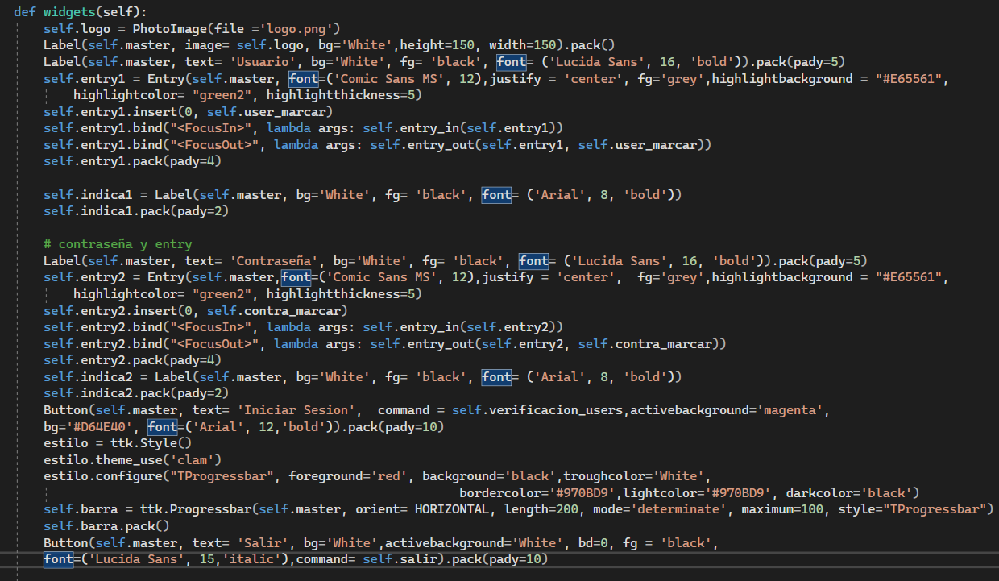 def widgets(self):
    self.logo = PhotoImage(file ='logo.png')
    Label(self.master, image= self.logo, bg='White',height=150, width=150).pack()
    Label(self.master, text= 'Usuario', bg='White', fg= 'black', font= ('Lucida Sans', 16, 'bold')).pack(pady=5)
    self.entry1 = Entry(self.master, font=('Comic Sans MS', 12),justify = 'center', fg='grey',highlightbackground = "#E65561",
        highlightcolor= "green2", highlightthickness=5)
    self.entry1.insert(0, self.user_marcar)
    self.entry1.bind("<FocusIn>", lambda args: self.entry_in(self.entry1))
    self.entry1.bind("<FocusOut>", lambda args: self.entry_out(self.entry1, self.user_marcar))
    self.entry1.pack(pady=4)

    self.indica1 = Label(self.master, bg='White', fg= 'black', font= ('Arial', 8, 'bold'))
    self.indica1.pack(pady=2)

    # contraseña y entry
    Label(self.master, text= 'Contraseña', bg='White', fg= 'black', font= ('Lucida Sans', 16, 'bold')).pack(pady=5)
    self.entry2 = Entry(self.master,font=('Comic Sans MS', 12),justify = 'center',  fg='grey',highlightbackground = "#E65561",
        highlightcolor= "green2", highlightthickness=5)
    self.entry2.insert(0, self.contra_marcar)
    self.entry2.bind("<FocusIn>", lambda args: self.entry_in(self.entry2))
    self.entry2.bind("<FocusOut>", lambda args: self.entry_out(self.entry2, self.contra_marcar))
    self.entry2.pack(pady=4)
    self.indica2 = Label(self.master, bg='White', fg= 'black', font= ('Arial', 8, 'bold'))
    self.indica2.pack(pady=2)
    Button(self.master, text= 'Iniciar Sesion',  command = self.verificacion_users,activebackground='magenta',
    bg='#D64E40', font=('Arial', 12,'bold')).pack(pady=10)
    estilo = ttk.Style()
    estilo.theme_use('clam')
    estilo.configure("TProgressbar", foreground='red', background='black',troughcolor='White',
                                                            bordercolor='#970BD9',lightcolor='#970BD9', darkcolor='black')
    self.barra = ttk.Progressbar(self.master, orient= HORIZONTAL, length=200, mode='determinate', maximum=100, style="TProgressbar")
    self.barra.pack()
    Button(self.master, text= 'Salir', bg='White',activebackground='White', bd=0, fg = 'black',
    font=('Lucida Sans', 15,'italic'),command= self.salir).pack(pady=10)